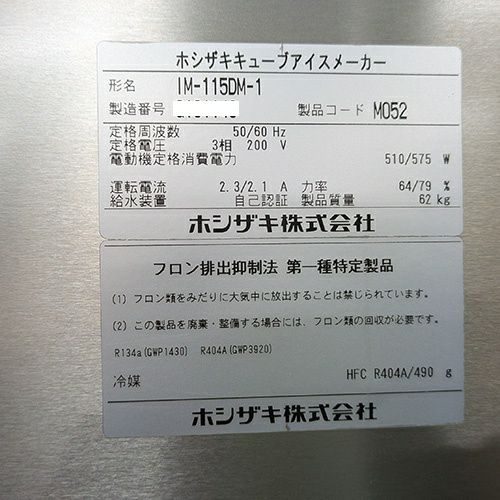 ホシザキキューブアイスメーカー
形名 IM-115DM-1
製造番号 製品コード M052
定格周波数 50/60 Hz
定格電圧 3相 200 V
電動機定格消費電力 510/575 W
運転電流 2.3/2.1 A 力率 64/79 %
給水装置 自己認証 製品質量 62 kg
ホシザキ株式会社
フロン排出抑制法 第一種特定製品
(1) フロン類をみだりに大気中に放出することは禁じられています。
(2) この製品を廃棄・整備する場合には、フロン類の回収が必要です。
R134a(GWP1430) R404A(GWP3920)
冷媒 HFC R404A/490 g
ホシザキ株式会社